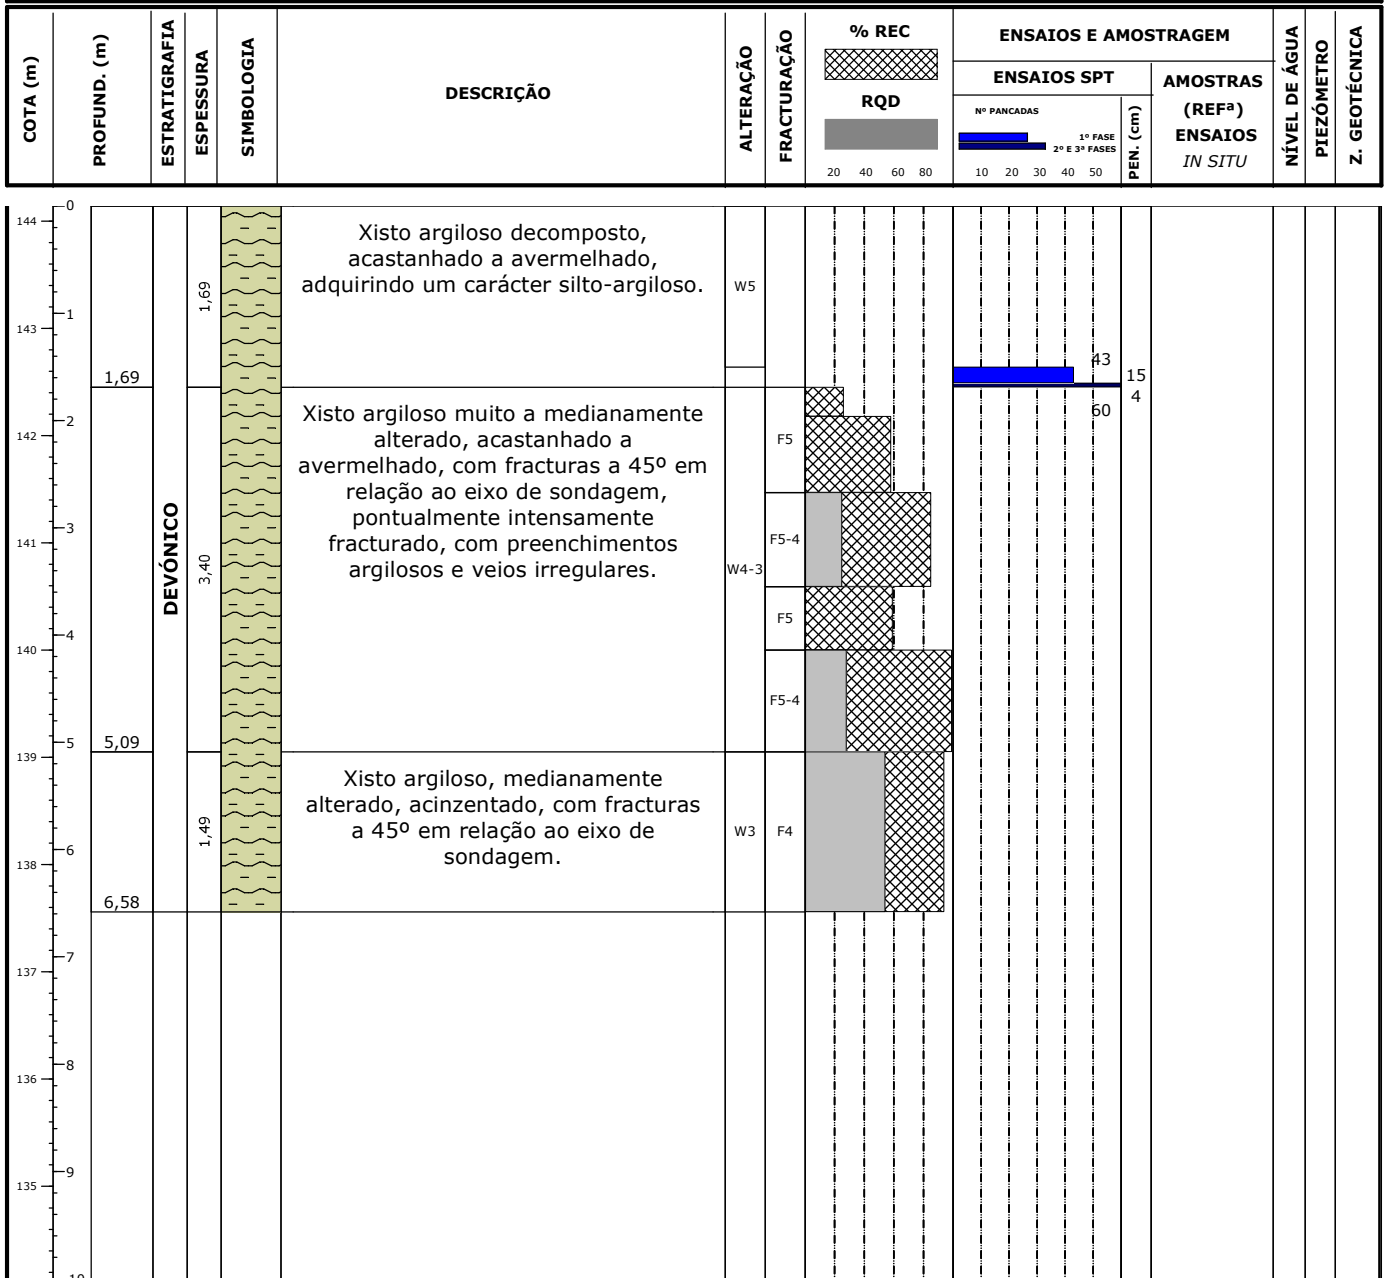 COTA (m)
PROFUND. (m)
ESTRATIGRAFIA
ESPESSURA
SIMBOLOGIA
DESCRIÇÃO
ALTERAÇÃO
FRACTURAÇÃO
% REC
RQD
20 40 60 80
ENSAIOS E AMOSTRAGEM
ENSAIOS SPT
Nº PANCADAS
1º FASE
2º E 3ª FASES
10 20 30 40 50
PEN. (cm)
AMOSTRAS
(REFª)
ENSAIOS
IN SITU
NÍVEL DE ÁGUA
PIEZÓMETRO
Z. GEOTÉCNICA
144
143
142
141
140
139
138
137
136
135
0
1
2
3
4
5
6
7
8
9
10
1,69
5,09
6,58
DEVÓNICO
1,69
3,40
1,49
Xisto argiloso decomposto,
acastanhado a avermelhado,
adquirindo um carácter silto-argiloso.
Xisto argiloso muito a medianamente
alterado, acastanhado a
avermelhado, com fracturas a 45º em
relação ao eixo de sondagem,
pontualmente intensamente
fracturado, com preenchimentos
argilosos e veios irregulares.
Xisto argiloso, medianamente
alterado, acinzentado, com fracturas
a 45º em relação ao eixo de
sondagem.
W5
W4-3
W3
F5
F5-4
F5
F5-4
F4
43
60
15
4